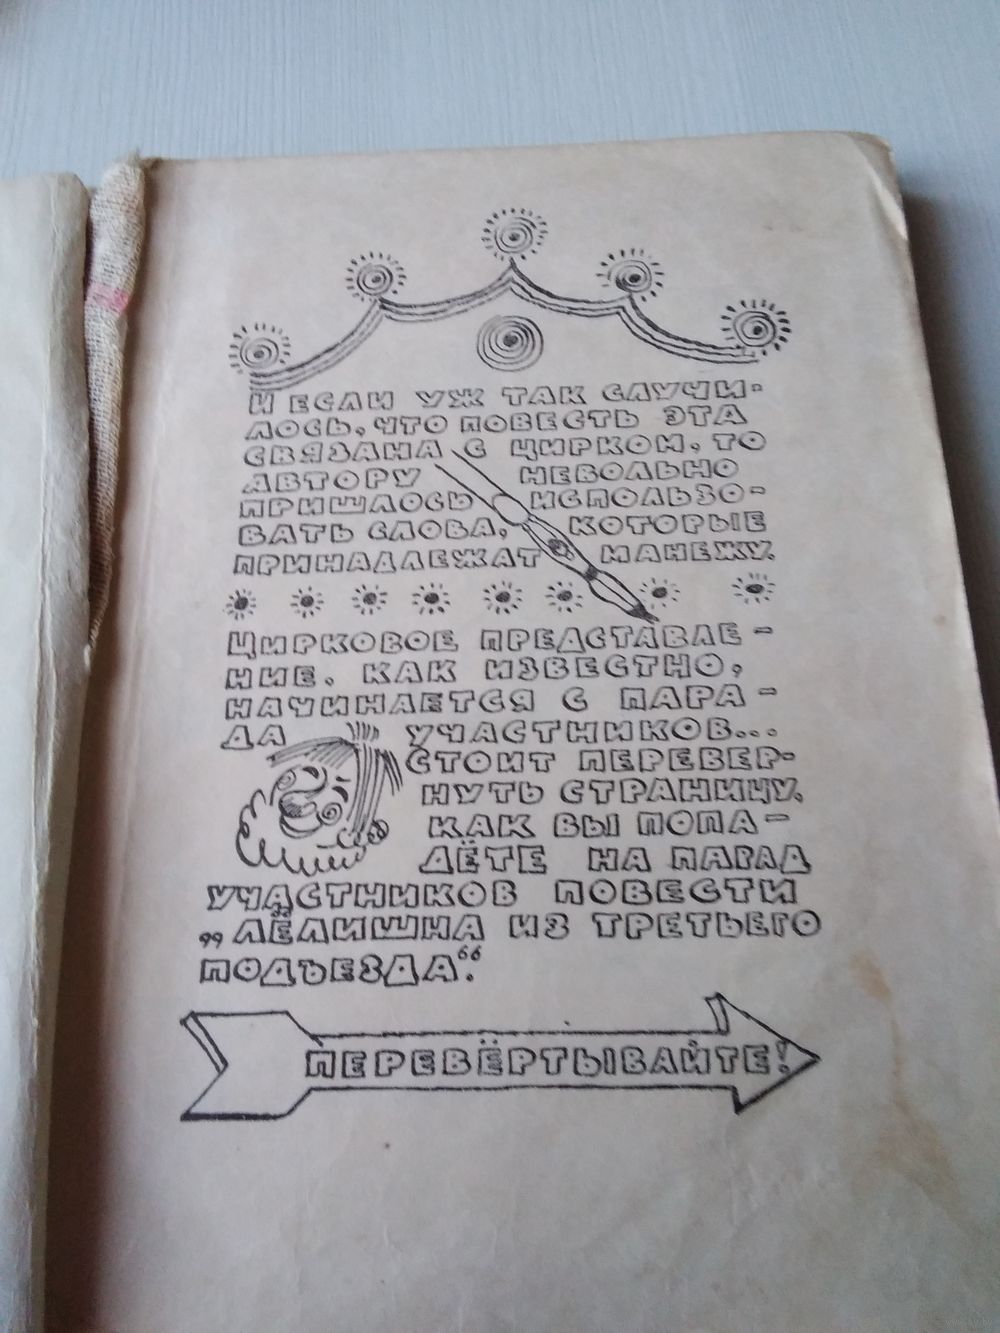 И ЕСЛИ УЖ ТАК СЛУЧИ-
ЛОСЬ, ЧТО ПОВЕСТЬ ЭТА
СВЯЗАНА С ЦИРКОМ, ТО
АВТОРУ НЕВОЛЬНО
ПРИШЛОСЬ ИСПОЛЬЗО-
ВАТЬ СЛОВА, КОТОРЫЕ
ПРИНАДЛЕЖАТ МАНЕЖУ.
ЦИРКОВОЕ ПРЕДСТАВЛЕ-
НИЕ, КАК ИЗВЕСТНО,
НАЧИНАЕТСЯ С ПАРА-
ДА УЧАСТНИКОВ...
СТОИТ ПЕРЕВЕР-
НУТЬ СТРАНИЦУ,
КАК ВЫ ПОПА-
ДЁТЕ НА ПАРАД
УЧАСТНИКОВ ПОВЕСТИ
„ЛЁЛИШНА ИЗ ТРЕТЬЕГО
ПОДЪЕЗДА“.
ПЕРЕВЁРТЫВАЙТЕ!